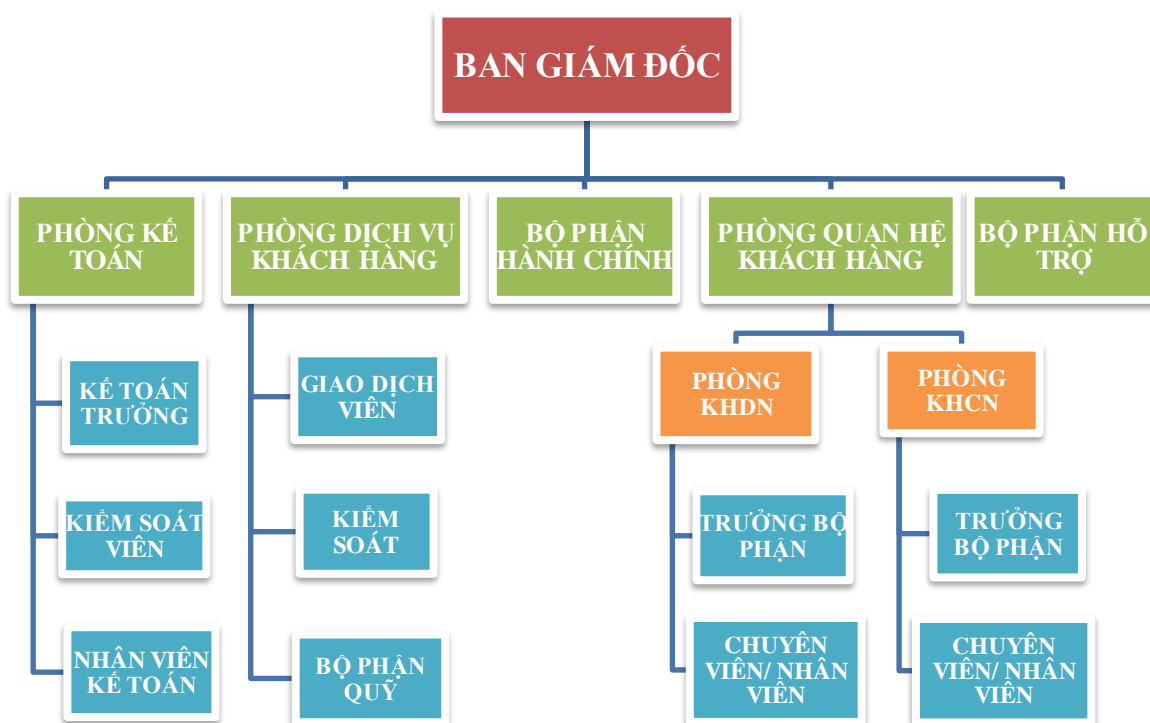 BAN GIÁM ĐỐC
PHÒNG KẾ
TOÁN
PHÒNG DỊCH VỤ
KHÁCH HÀNG
BỘ PHẬN
HÀNH CHÍNH
PHÒNG QUAN HỆ
KHÁCH HÀNG
BỘ PHẬN HỖ
TRỢ
KẾ TOÁN
TRƯỞNG
KIỂM SOÁT
VIÊN
NHÂN VIÊN
KẾ TOÁN
GIAO DỊCH
VIÊN
KIỂM
SOÁT
BỘ PHẬN
QUỸ
PHÒNG
KHDN
TRƯỞNG BỘ
PHẬN
CHUYÊN
VIÊN/ NHÂN
VIÊN
PHÒNG
KHCN
TRƯỞNG
BỘ PHẬN
CHUYÊN
VIÊN/ NHÂN
VIÊN